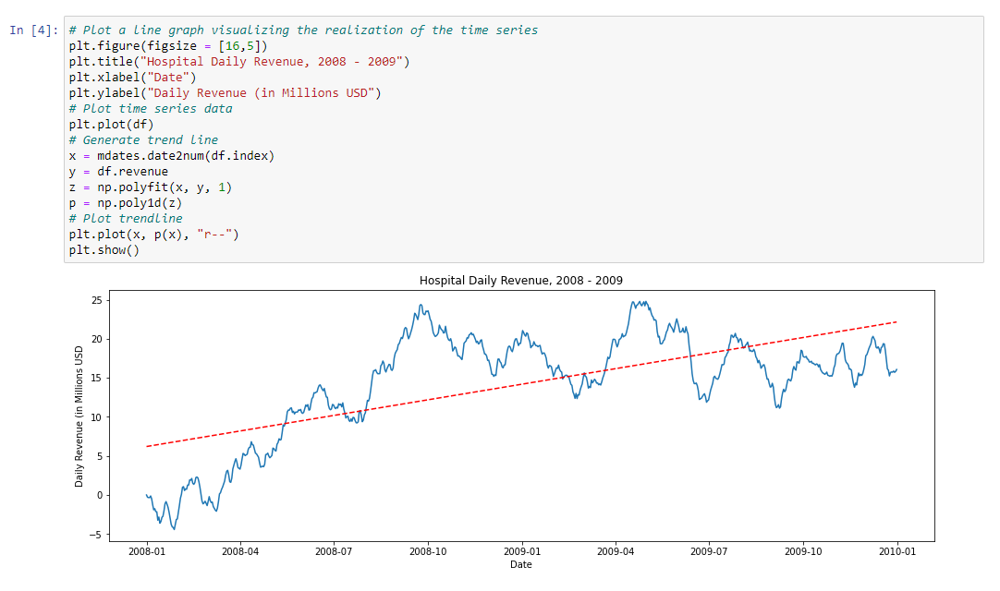 In [4]: # Plot a line graph visualizing the realization of the time series
plt.figure(figsize = [16,5])
plt.title("Hospital Daily Revenue, 2008 - 2009")
plt.xlabel("Date")
plt.ylabel("Daily Revenue (in Millions USD")
# Plot time series data
plt.plot(df)
# Generate trend line
x = mdates.date2num(df.index)
y = df.revenue
z = np.polyfit(x, y, 1)
p = np.poly1d(z)
# Plot trendline
plt.plot(x, p(x), "r--")
plt.show()
Hospital Daily Revenue, 2008 - 2009
Daily Revenue (in Millions USD
25
20
15
10
5
0
−5
2008-01 2008-04 2008-07 2008-10 2009-01 2009-04 2009-07 2009-10 2010-01
Date